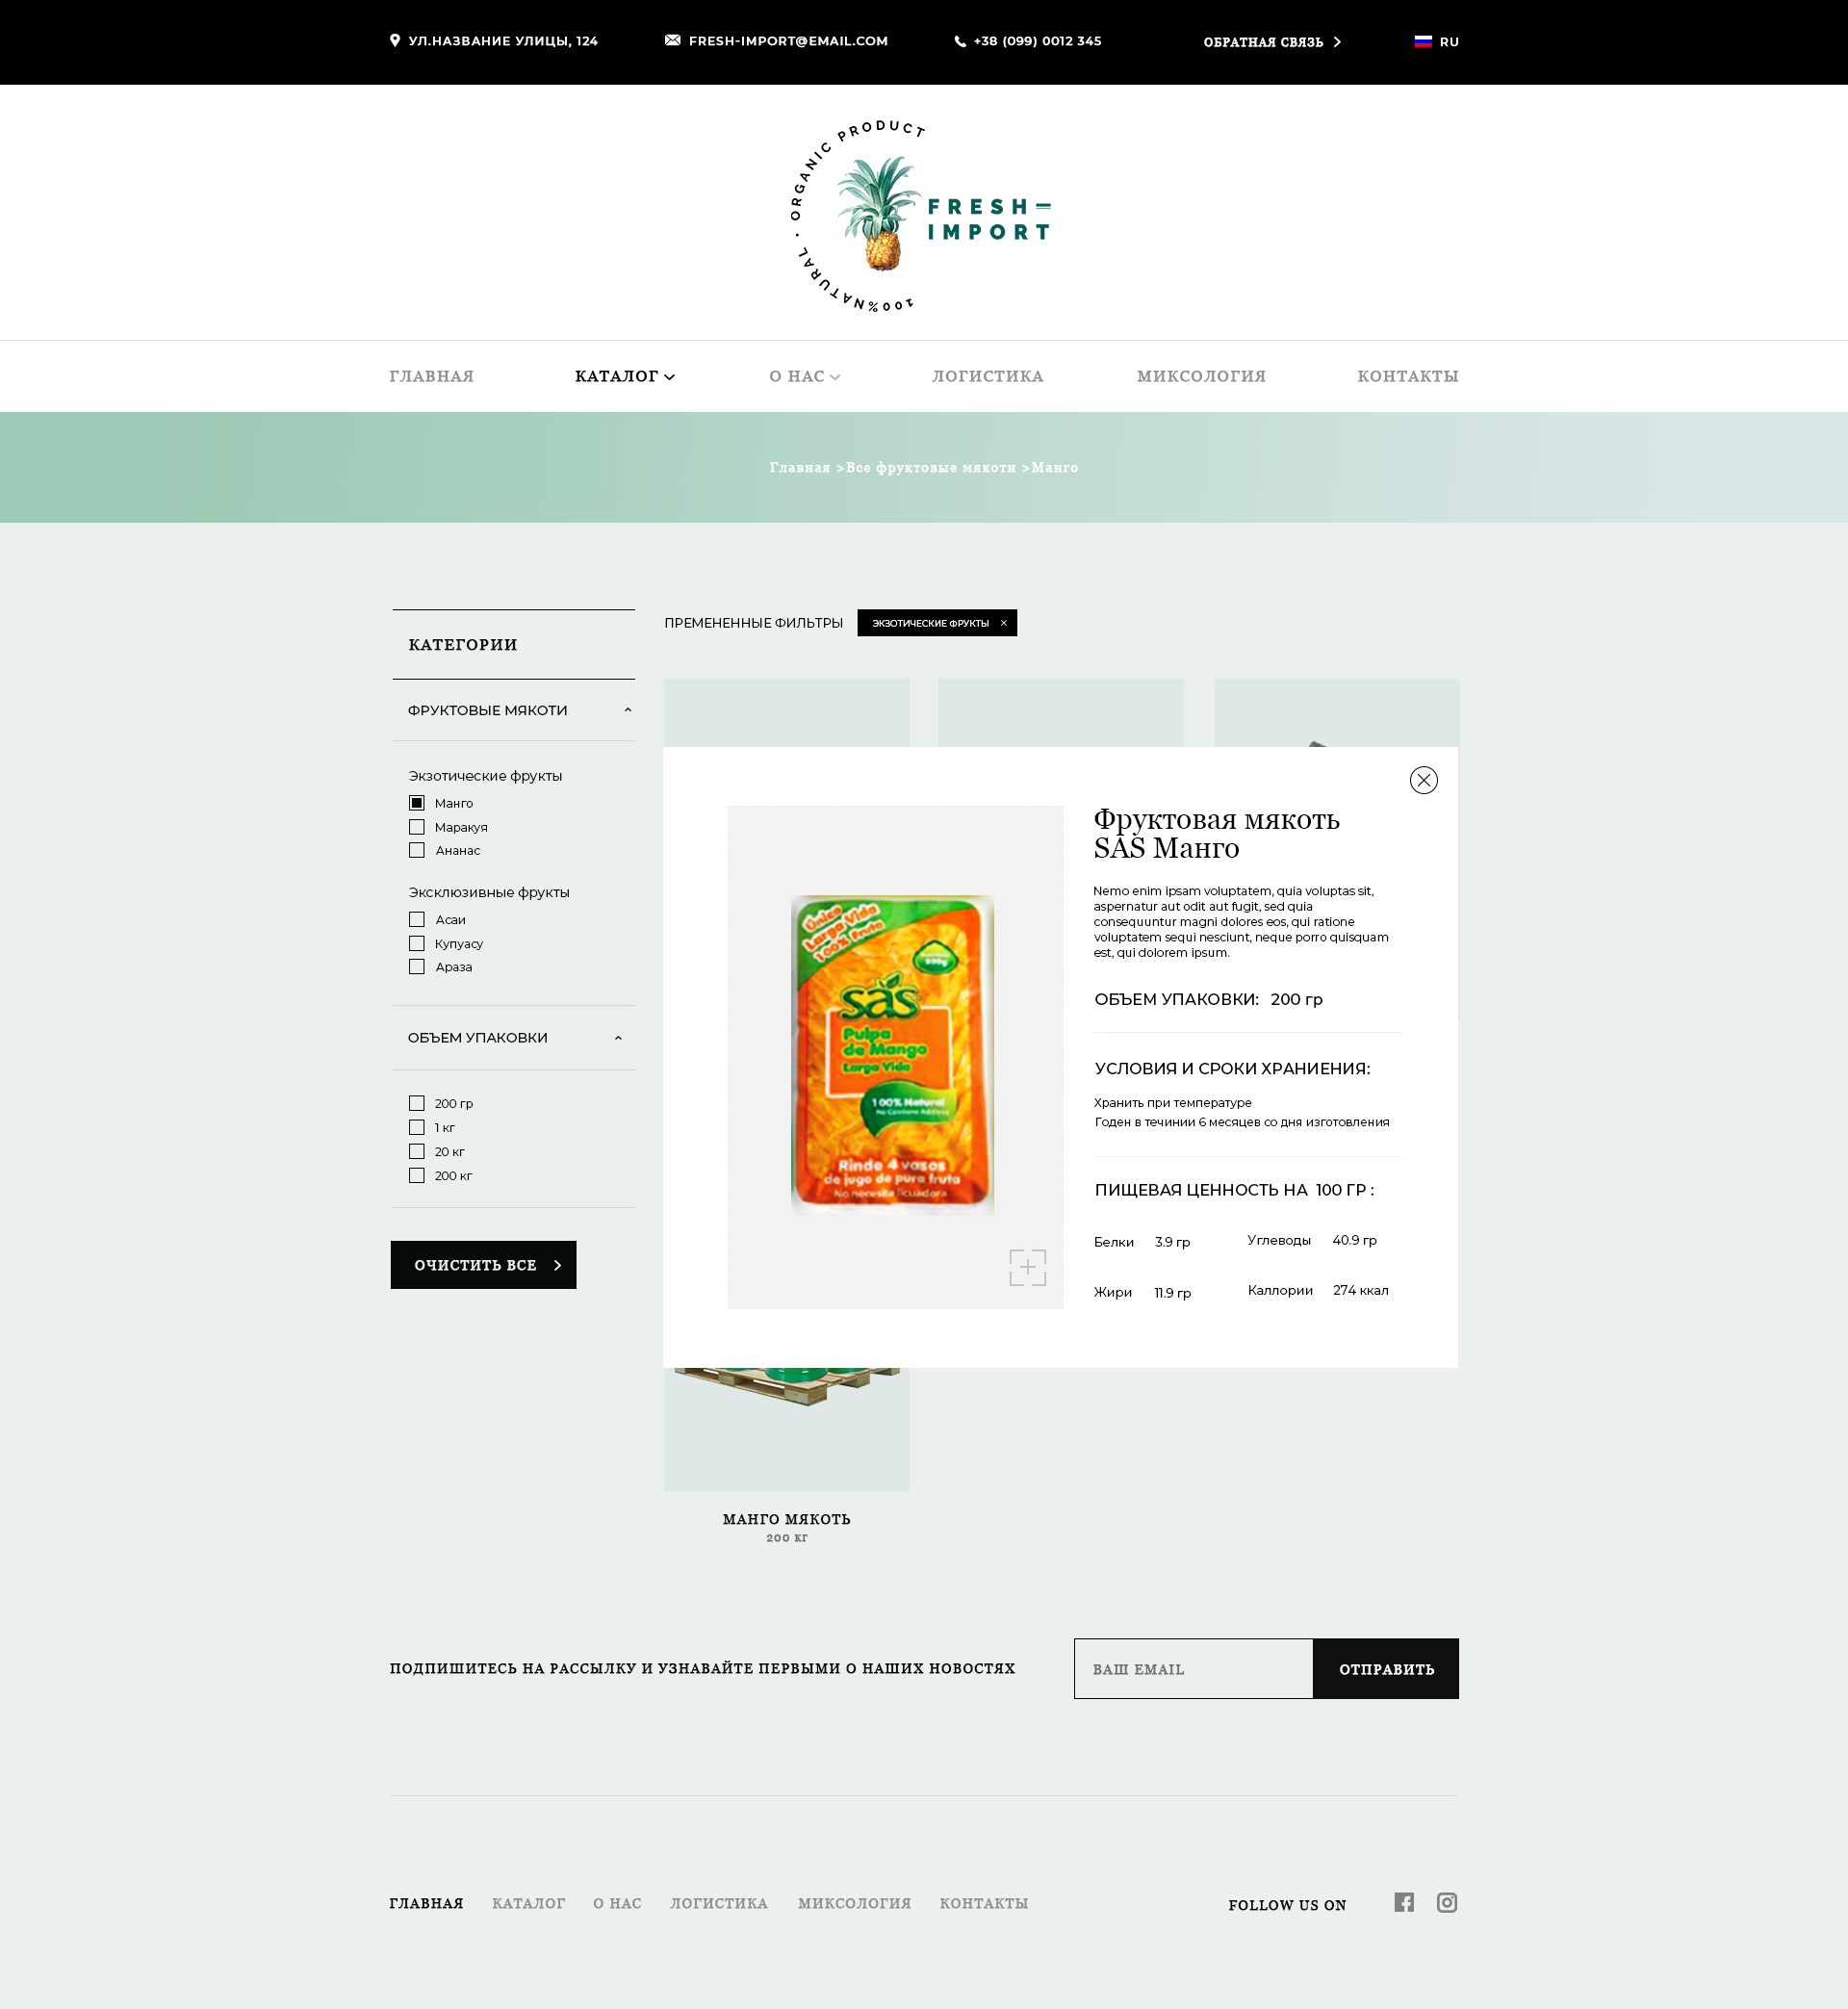 УЛ.НАЗВАНИЕ УЛИЦЫ, 124
FRESH-IMPORT@EMAIL.COM
+38 (099) 0012 345
ОБРАТНАЯ СВЯЗЬ
RU
100%NATURAL · ORGANIC PRODUCT
FRESH–
IMPORT
ГЛАВНАЯ
КАТАЛОГ
О НАС
ЛОГИСТИКА
МИКСОЛОГИЯ
КОНТАКТЫ
Главная >Все фруктовые мякоти >Манго
КАТЕГОРИИ
ФРУКТОВЫЕ МЯКОТИ
Экзотические фрукты
Манго
Маракуя
Ананас
Эксклюзивные фрукты
Асаи
Купуасу
Араза
ОБЪЕМ УПАКОВКИ
200 гр
1 кг
20 кг
200 кг
ОЧИСТИТЬ ВСЕ
ПРЕМЕНЕННЫЕ ФИЛЬТРЫ
ЭКЗОТИЧЕСКИЕ ФРУКТЫ
Único
Larga Vida
100% Fruta
500g
sas
Pulpa
de Mango
Larga Vida
100% Natural
No Contiene Aditivos
Rinde 4 vasos
de jugo de pura fruta
No necesita licuadora
Фруктовая мякоть
SAS Манго
Nemo enim ipsam voluptatem, quia voluptas sit,
aspernatur aut odit aut fugit, sed quia
consequuntur magni dolores eos, qui ratione
voluptatem sequi nesciunt, neque porro quisquam
est, qui dolorem ipsum.
ОБЪЕМ УПАКОВКИ: 200 гр
УСЛОВИЯ И СРОКИ ХРАНИЕНИЯ:
Хранить при температуре
Годен в течинии 6 месяцев со дня изготовления
ПИЩЕВАЯ ЦЕННОСТЬ НА 100 ГР :
Белки 3.9 гр
Углеводы 40.9 гр
Жири 11.9 гр
Каллории 274 ккал
МАНГО МЯКОТЬ
200 кг
ПОДПИШИТЕСЬ НА РАССЫЛКУ И УЗНАВАЙТЕ ПЕРВЫМИ О НАШИХ НОВОСТЯХ
ВАШ EMAIL
ОТПРАВИТЬ
ГЛАВНАЯ
КАТАЛОГ
О НАС
ЛОГИСТИКА
МИКСОЛОГИЯ
КОНТАКТЫ
FOLLOW US ON